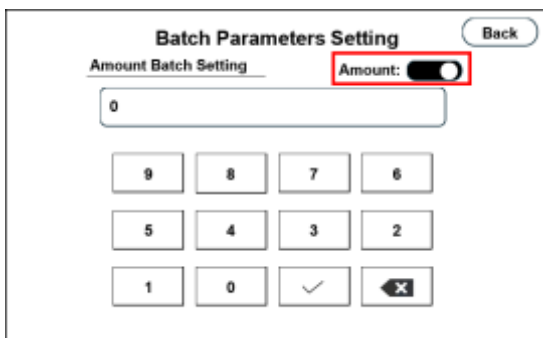 Batch Parameters Setting
Back
Amount Batch Setting
Amount:
0
9 8 7 6
5 4 3 2
1 0